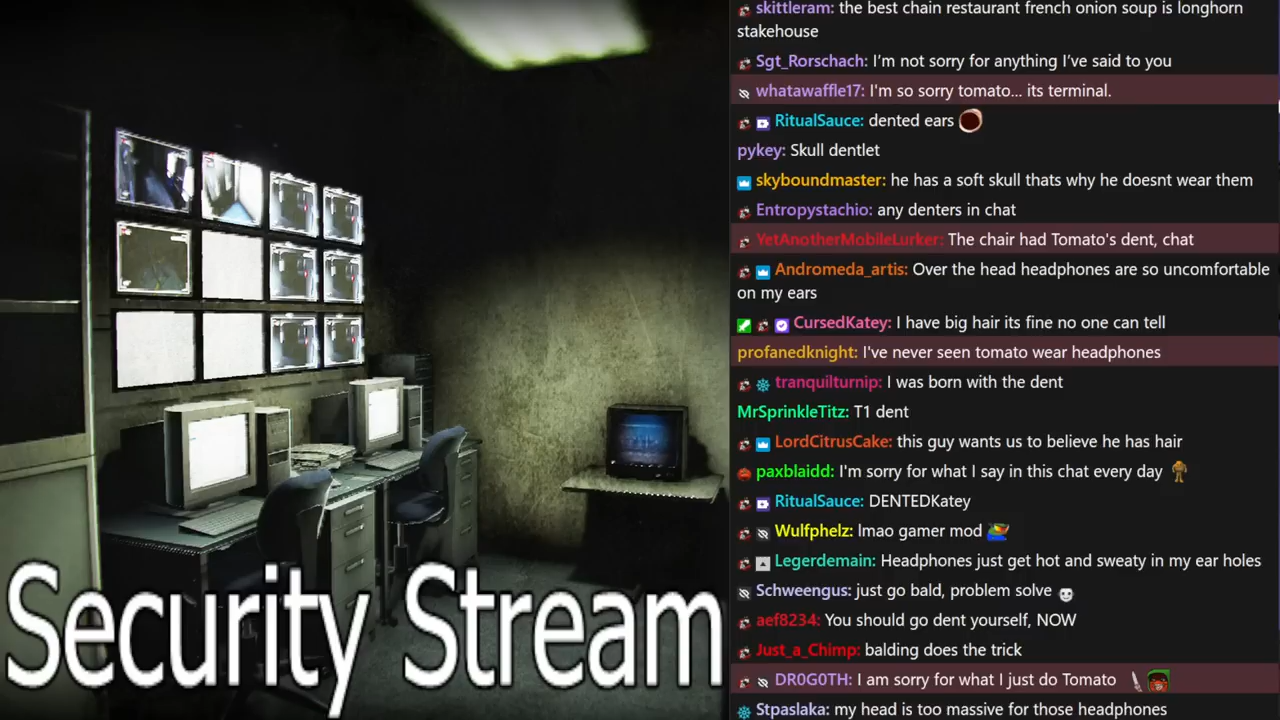 skittleram: the best chain restaurant french onion soup is longhorn
stakehouse
Sgt_Rorschach: I'm not sorry for anything I've said to you
whatawaffle17: I'm so sorry tomato... its terminal.
RitualSauce: dented ears
pykey: Skull dentlet
skyboundmaster: he has a soft skull thats why he doesnt wear them
Entropystachio: any denters in chat
YetAnotherMobileLurker: The chair had Tomato's dent, chat
Andromeda_artis: Over the head headphones are so uncomfortable
on my ears
CursedKatey: I have big hair its fine no one can tell
profanedknight: I've never seen tomato wear headphones
tranquilturnip: I was born with the dent
MrSprinkleTitz: T1 dent
LordCitrusCake: this guy wants us to believe he has hair
paxblaidd: I'm sorry for what I say in this chat every day
RitualSauce: DENTEDKatey
Wulfphelz: lmao gamer mod
Legerdemain: Headphones just get hot and sweaty in my ear holes
Schweengus: just go bald, problem solve
aef8234: You should go dent yourself, NOW
Just_a_Chimp: balding does the trick
DR0G0TH: I am sorry for what I just do Tomato
Stpaslaka: my head is too massive for those headphones
Security Stream